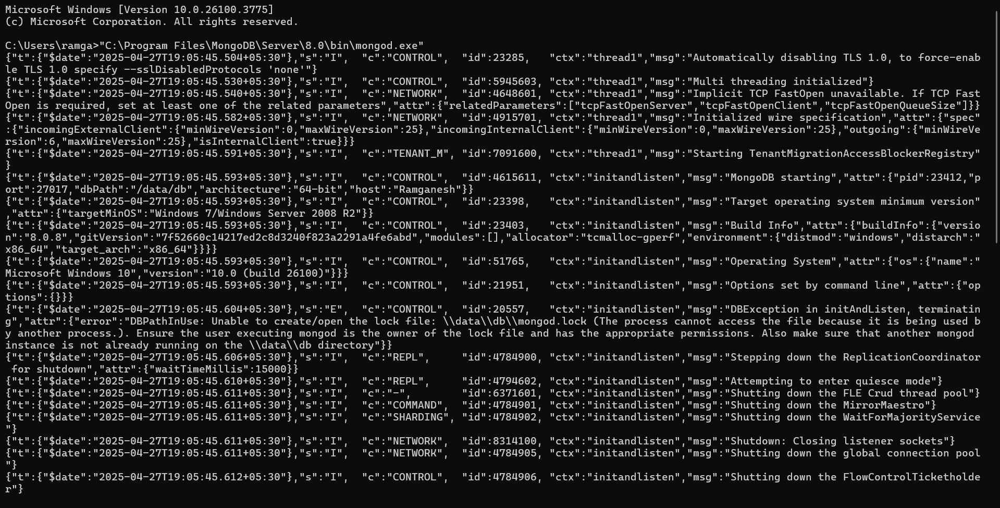 Microsoft Windows [Version 10.0.26100.3775]
(c) Microsoft Corporation. All rights reserved.
C:\Users\ramga>"C:\Program Files\MongoDB\Server\8.0\bin\mongod.exe"
{"t":{"$date":"2025-04-27T19:05:45.504+05:30"},"s":"I",  "c":"CONTROL",  "id":23285,   "ctx":"thread1","msg":"Automatically disabling TLS 1.0, to force-enab
le TLS 1.0 specify --sslDisabledProtocols 'none'"}
{"t":{"$date":"2025-04-27T19:05:45.530+05:30"},"s":"I",  "c":"CONTROL",  "id":5945603, "ctx":"thread1","msg":"Multi threading initialized"}
{"t":{"$date":"2025-04-27T19:05:45.540+05:30"},"s":"I",  "c":"NETWORK",  "id":4648601, "ctx":"thread1","msg":"Implicit TCP FastOpen unavailable. If TCP Fast
Open is required, set at least one of the related parameters","attr":{"relatedParameters":["tcpFastOpenServer","tcpFastOpenClient","tcpFastOpenQueueSize"]}}
{"t":{"$date":"2025-04-27T19:05:45.582+05:30"},"s":"I",  "c":"NETWORK",  "id":4915701, "ctx":"thread1","msg":"Initialized wire specification","attr":{"spec"
:{"incomingExternalClient":{"minWireVersion":0,"maxWireVersion":25},"incomingInternalClient":{"minWireVersion":0,"maxWireVersion":25},"outgoing":{"minWireVe
rsion":6,"maxWireVersion":25},"isInternalClient":true}}}
{"t":{"$date":"2025-04-27T19:05:45.591+05:30"},"s":"I",  "c":"TENANT_M", "id":7091600, "ctx":"thread1","msg":"Starting TenantMigrationAccessBlockerRegistry"
}
{"t":{"$date":"2025-04-27T19:05:45.593+05:30"},"s":"I",  "c":"CONTROL",  "id":4615611, "ctx":"initandlisten","msg":"MongoDB starting","attr":{"pid":23412,"p
ort":27017,"dbPath":"/data/db","architecture":"64-bit","host":"Ramganesh"}}
{"t":{"$date":"2025-04-27T19:05:45.593+05:30"},"s":"I",  "c":"CONTROL",  "id":23398,   "ctx":"initandlisten","msg":"Target operating system minimum version"
,"attr":{"targetMinOS":"Windows 7/Windows Server 2008 R2"}}
{"t":{"$date":"2025-04-27T19:05:45.593+05:30"},"s":"I",  "c":"CONTROL",  "id":23403,   "ctx":"initandlisten","msg":"Build Info","attr":{"buildInfo":{"versio
n":"8.0.8","gitVersion":"7f52660c14217ed2c8d3240f823a2291a4fe6abd","modules":[],"allocator":"tcmalloc-gperf","environment":{"distmod":"windows","distarch":"
x86_64","target_arch":"x86_64"}}}}
{"t":{"$date":"2025-04-27T19:05:45.593+05:30"},"s":"I",  "c":"CONTROL",  "id":51765,   "ctx":"initandlisten","msg":"Operating System","attr":{"os":{"name":"
Microsoft Windows 10","version":"10.0 (build 26100)"}}}
{"t":{"$date":"2025-04-27T19:05:45.593+05:30"},"s":"I",  "c":"CONTROL",  "id":21951,   "ctx":"initandlisten","msg":"Options set by command line","attr":{"op
tions":{}}}
{"t":{"$date":"2025-04-27T19:05:45.604+05:30"},"s":"E",  "c":"CONTROL",  "id":20557,   "ctx":"initandlisten","msg":"DBException in initAndListen, terminatin
g","attr":{"error":"DBPathInUse: Unable to create/open the lock file: \\data\\db\\mongod.lock (The process cannot access the file because it is being used b
y another process.). Ensure the user executing mongod is the owner of the lock file and has the appropriate permissions. Also make sure that another mongod
instance is not already running on the \\data\\db directory"}}
{"t":{"$date":"2025-04-27T19:05:45.606+05:30"},"s":"I",  "c":"REPL",     "id":4784900, "ctx":"initandlisten","msg":"Stepping down the ReplicationCoordinator
 for shutdown","attr":{"waitTimeMillis":15000}}
{"t":{"$date":"2025-04-27T19:05:45.610+05:30"},"s":"I",  "c":"REPL",     "id":4794602, "ctx":"initandlisten","msg":"Attempting to enter quiesce mode"}
{"t":{"$date":"2025-04-27T19:05:45.611+05:30"},"s":"I",  "c":"-",        "id":6371601, "ctx":"initandlisten","msg":"Shutting down the FLE Crud thread pool"}
{"t":{"$date":"2025-04-27T19:05:45.611+05:30"},"s":"I",  "c":"COMMAND",  "id":4784901, "ctx":"initandlisten","msg":"Shutting down the MirrorMaestro"}
{"t":{"$date":"2025-04-27T19:05:45.611+05:30"},"s":"I",  "c":"SHARDING", "id":4784902, "ctx":"initandlisten","msg":"Shutting down the WaitForMajorityService
"}
{"t":{"$date":"2025-04-27T19:05:45.611+05:30"},"s":"I",  "c":"NETWORK",  "id":8314100, "ctx":"initandlisten","msg":"Shutdown: Closing listener sockets"}
{"t":{"$date":"2025-04-27T19:05:45.611+05:30"},"s":"I",  "c":"NETWORK",  "id":4784905, "ctx":"initandlisten","msg":"Shutting down the global connection pool
"}
{"t":{"$date":"2025-04-27T19:05:45.612+05:30"},"s":"I",  "c":"CONTROL",  "id":4784906, "ctx":"initandlisten","msg":"Shutting down the FlowControlTicketholde
r"}